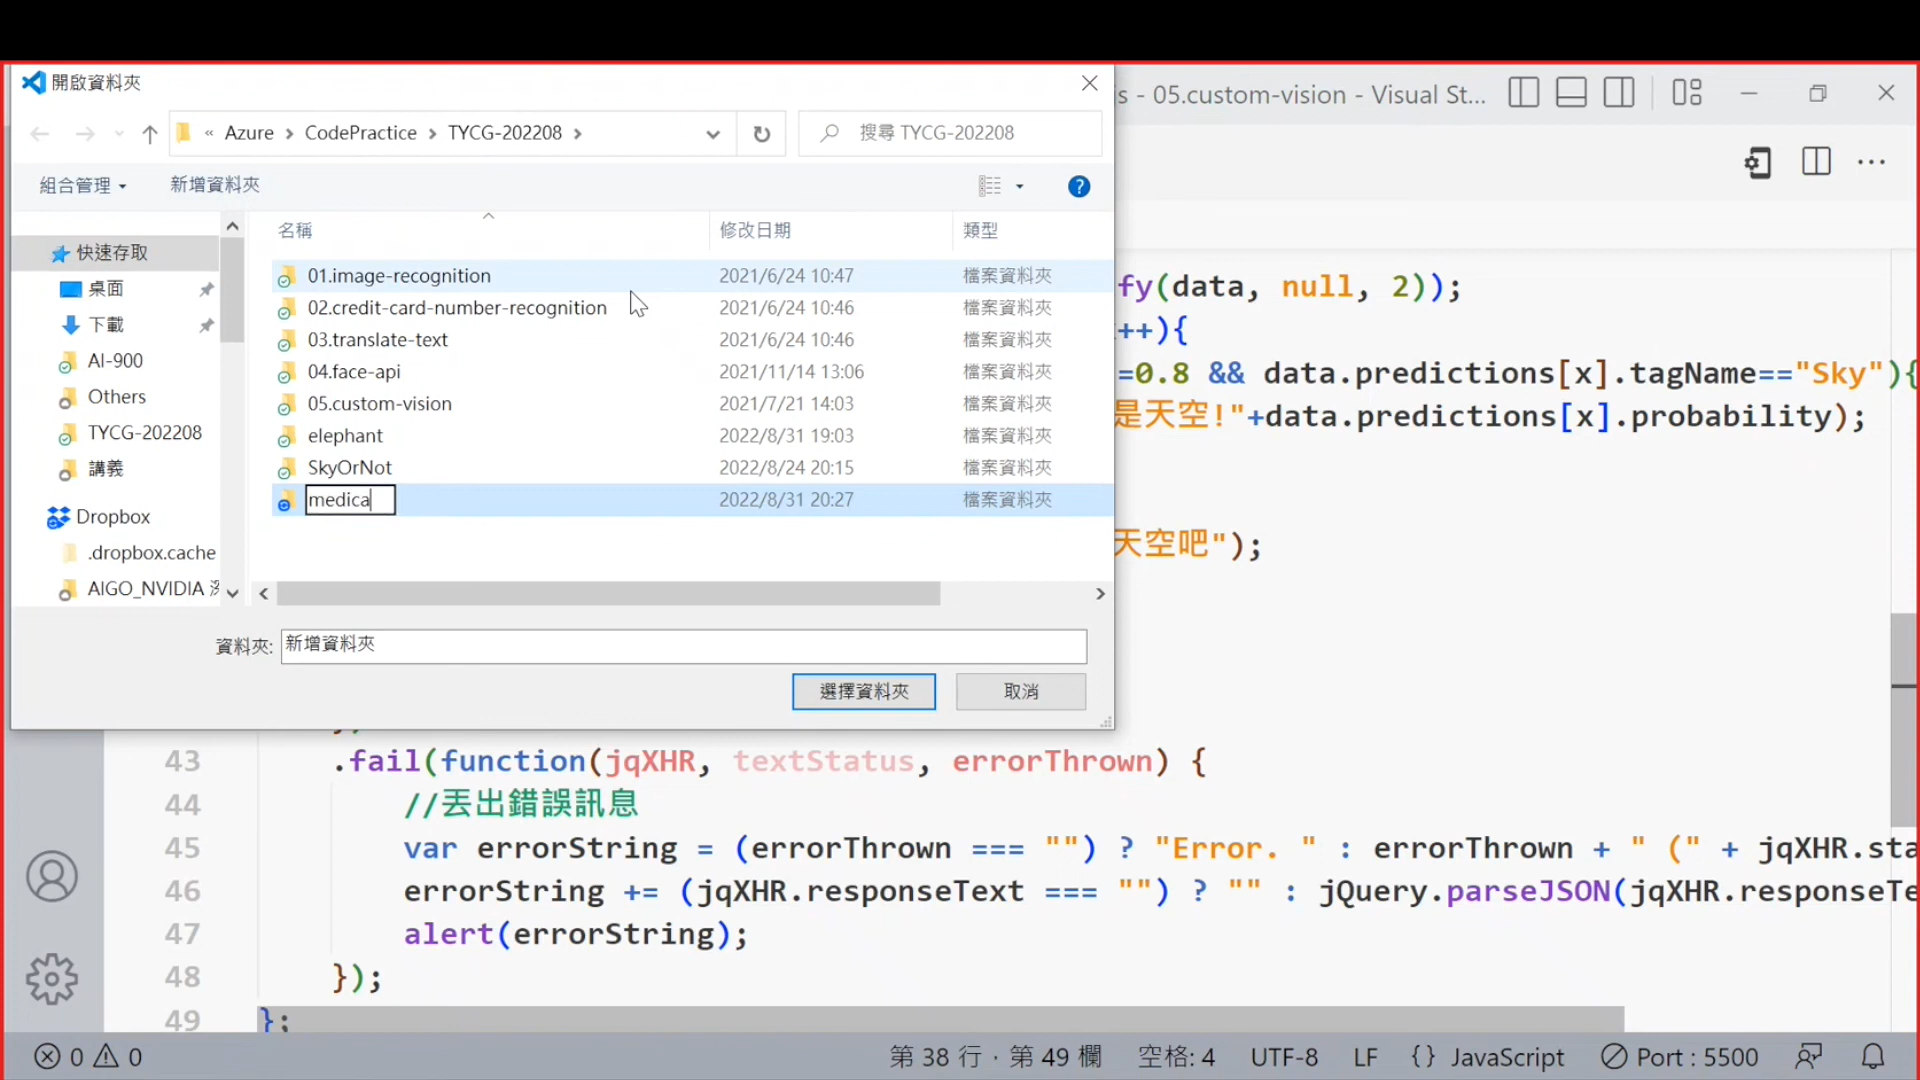 開啟資料夾
is - 05.custom-vision - Visual St...
« Azure › CodePractice › TYCG-202208 ›
搜尋 TYCG-202208
組合管理
新增資料夾
名稱 修改日期 類型
快速存取
桌面
下載
AI-900
Others
TYCG-202208
講義
Dropbox
.dropbox.cache
AIGO_NVIDIA
01.image-recognition 2021/6/24 10:47 檔案資料夾
02.credit-card-number-recognition 2021/6/24 10:46 檔案資料夾
03.translate-text 2021/6/24 10:46 檔案資料夾
04.face-api 2021/11/14 13:06 檔案資料夾
05.custom-vision 2021/7/21 14:03 檔案資料夾
elephant 2022/8/31 19:03 檔案資料夾
SkyOrNot 2022/8/24 20:15 檔案資料夾
medica 2022/8/31 20:27 檔案資料夾
資料夾: 新增資料夾
選擇資料夾 取消
fy(data, null, 2));
++){
=0.8 && data.predictions[x].tagName=="Sky"){
是天空!"+data.predictions[x].probability);
天空吧");
43 .fail(function(jqXHR, textStatus, errorThrown) {
44 //丟出錯誤訊息
45 var errorString = (errorThrown === "") ? "Error. " : errorThrown + " (" + jqXHR.sta
46 errorString += (jqXHR.responseText === "") ? "" : jQuery.parseJSON(jqXHR.responseTe
47 alert(errorString);
48 });
49 };
0 0
第 38 行，第 49 欄 空格: 4 UTF-8 LF {} JavaScript Port : 5500